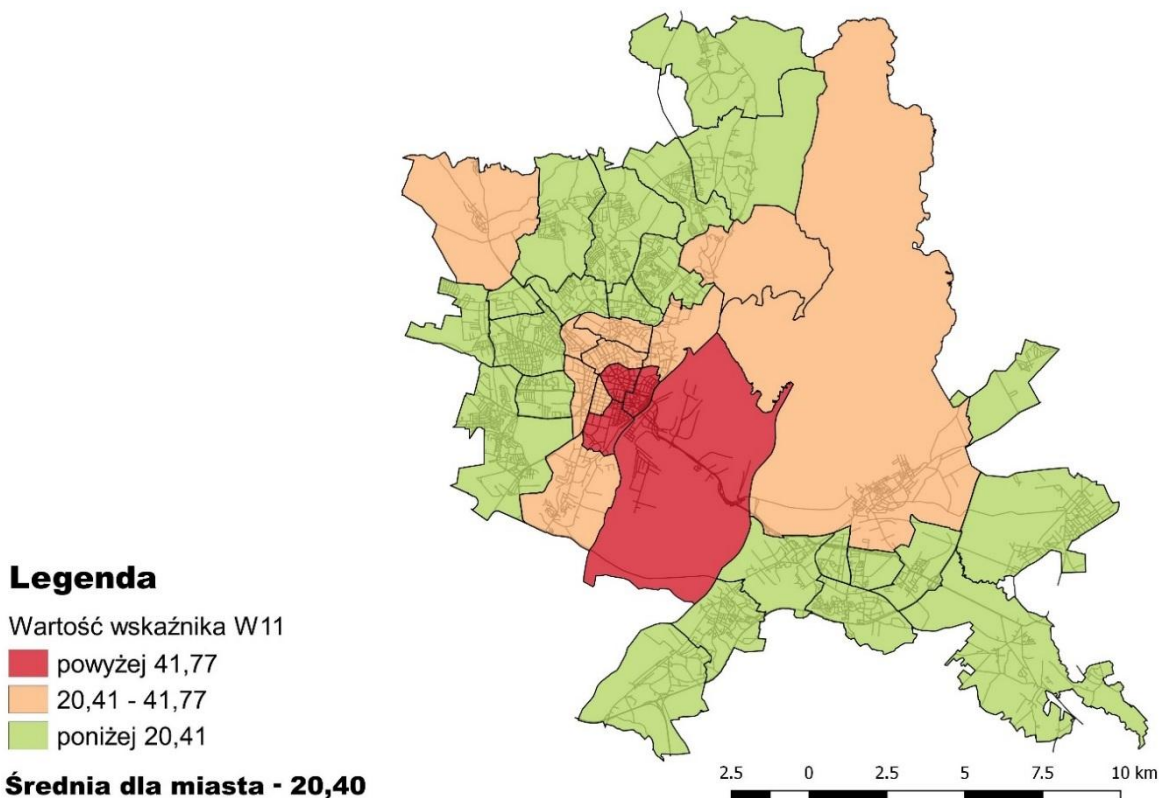 Legenda
Wartość wskaźnika W11
powyżej 41,77
20,41 - 41,77
poniżej 20,41
Średnia dla miasta - 20,40
2.5 0 2.5 5 7.5 10 km